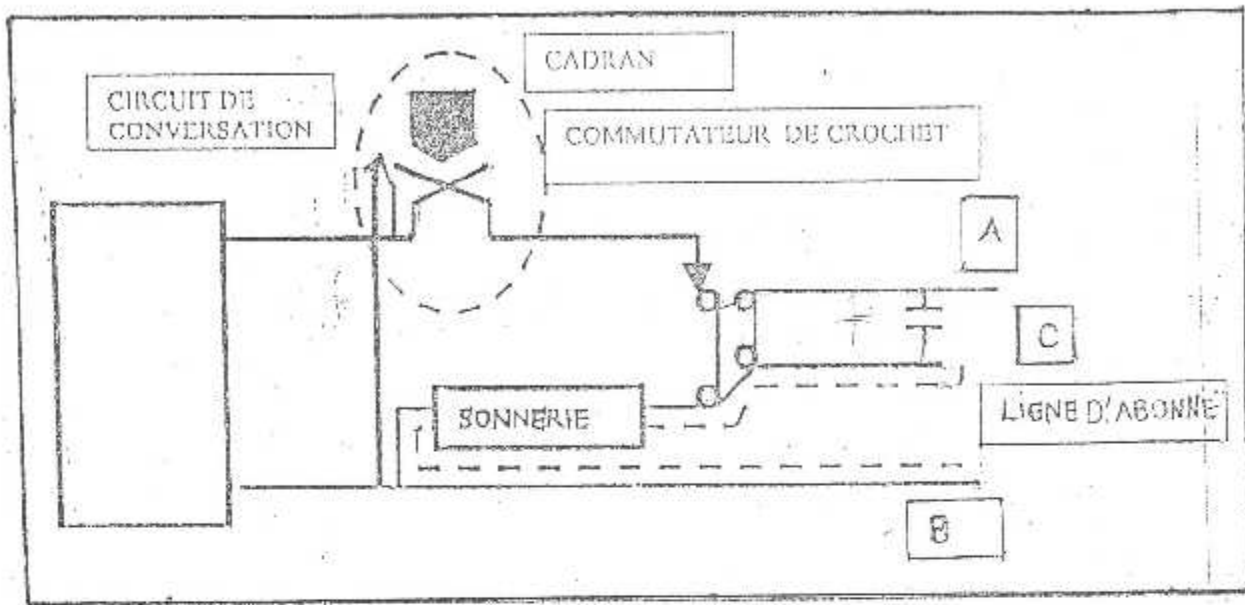 CADRAN
CIRCUIT DE
CONVERSATION
COMMUTATEUR DE CROCHET
A
C
SONNERIE
LIGNE D'ABONNE
B